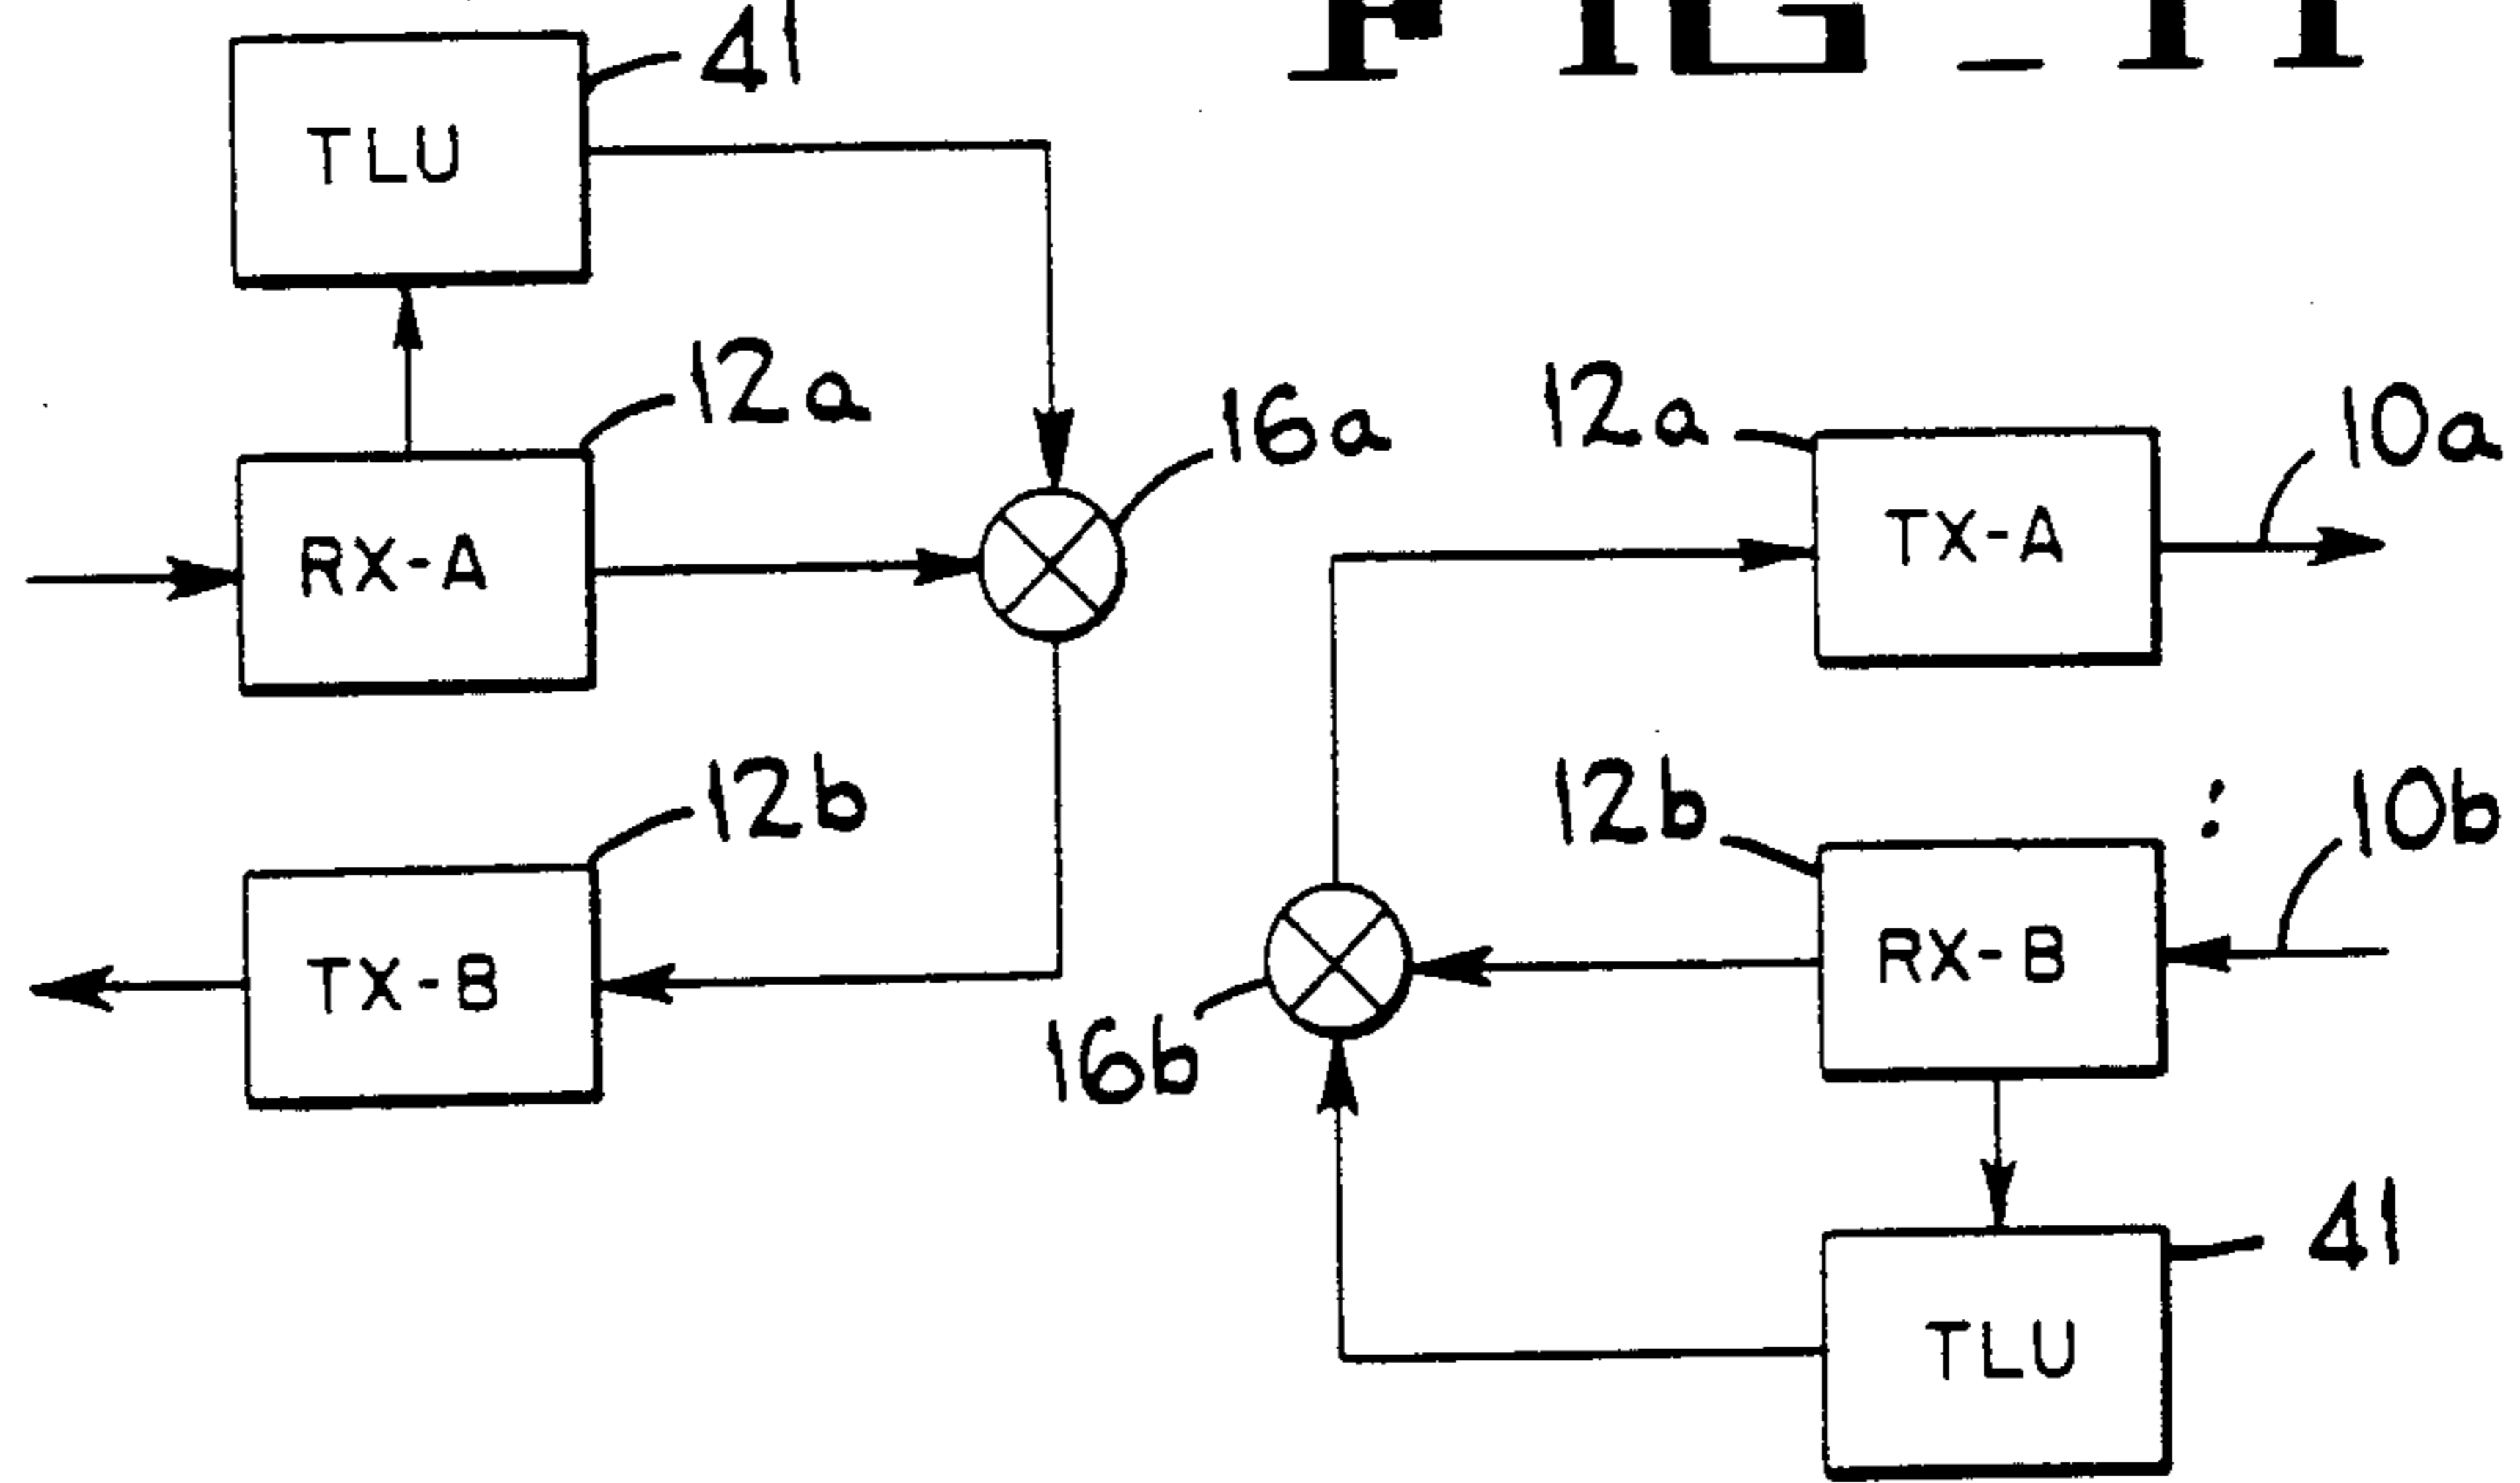 FIG_11
41
TLU
12a
16a
12a
10a
RX-A
TX-A
12b
12b
10b
TX-B
RX-B
16b
41
TLU